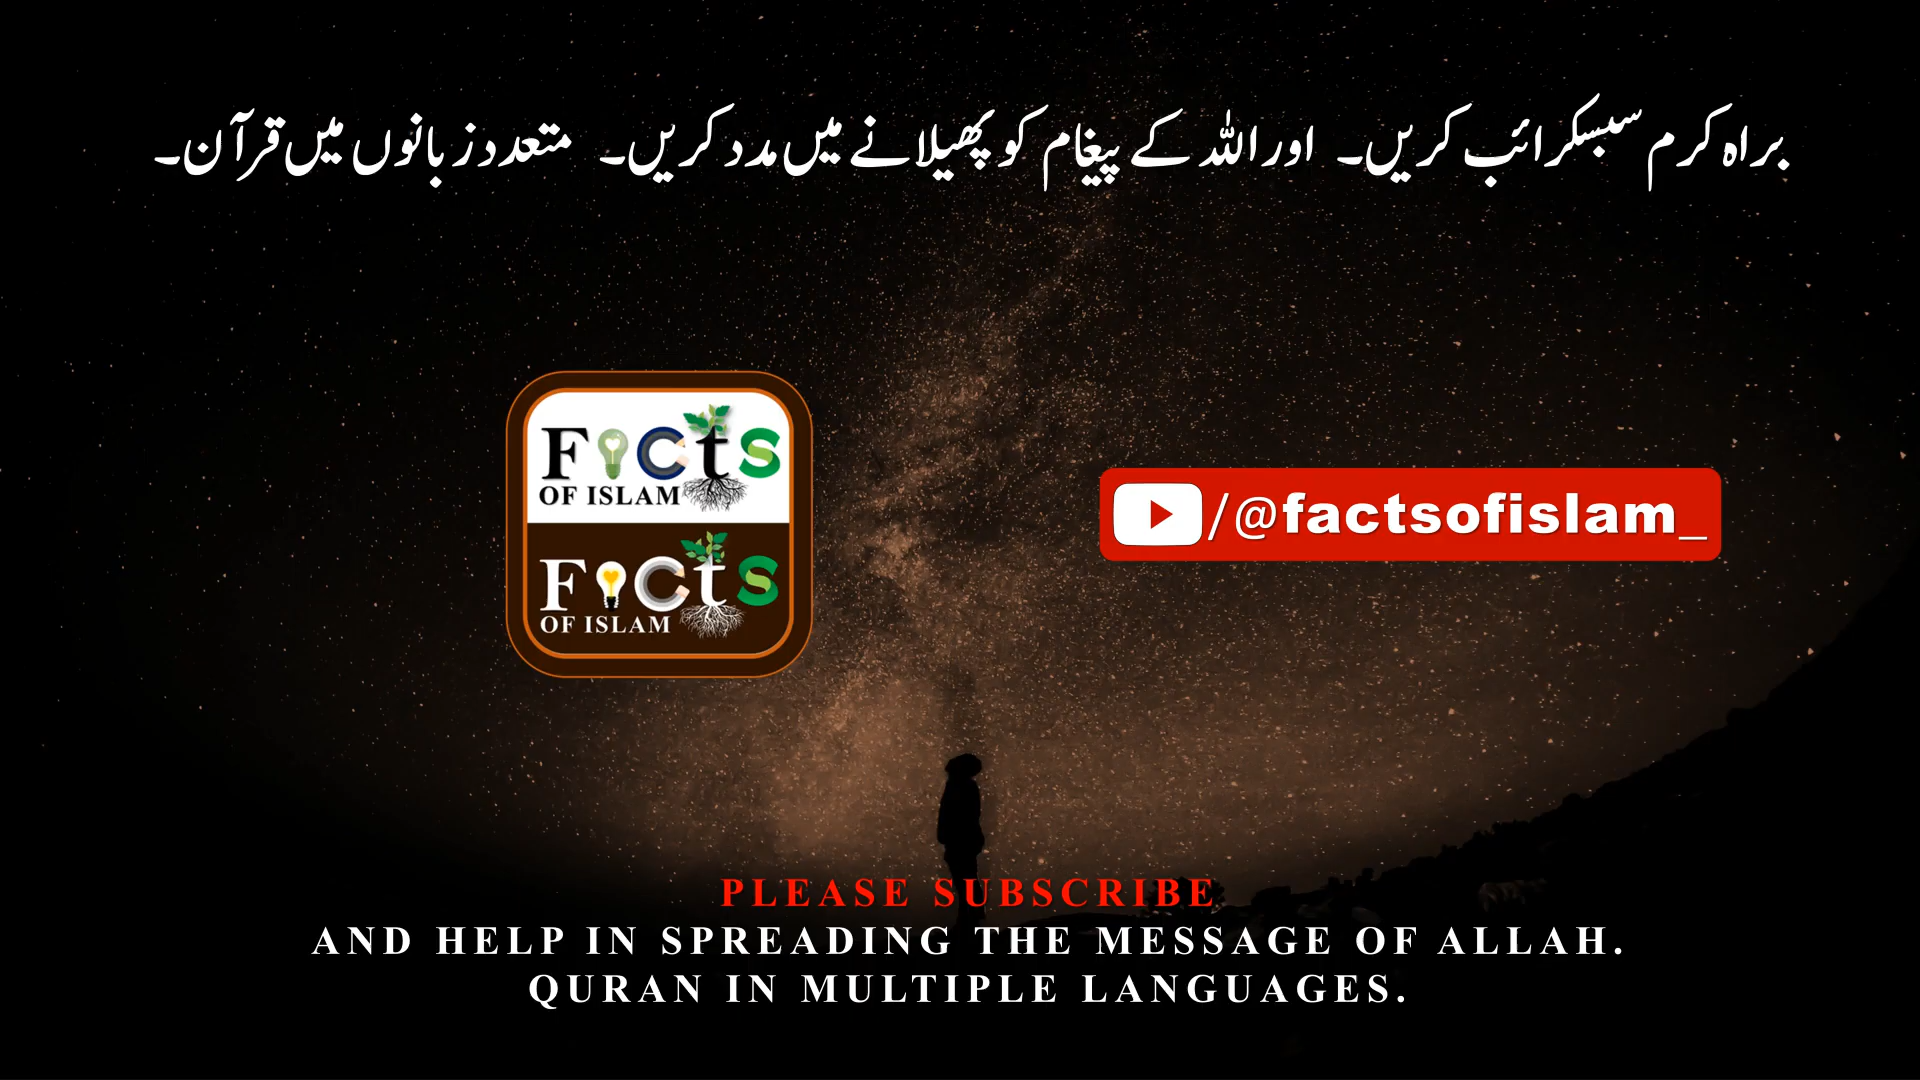 براہ کرم سبسکرائب کریں۔ اور اللہ کے پیغام کو پھیلانے میں مدد کریں۔ متعدد زبانوں میں قرآن۔
Facts
OF ISLAM
Facts
OF ISLAM
/@factsofislam_
PLEASE SUBSCRIBE
AND HELP IN SPREADING THE MESSAGE OF ALLAH.
QURAN IN MULTIPLE LANGUAGES.